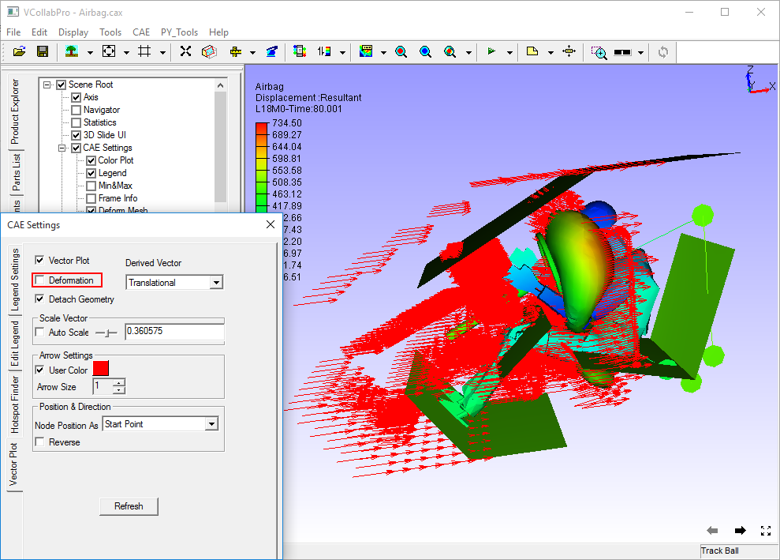 VCollabPro - Airbag.cax
File Edit Display Tools CAE PY_Tools Help
Product Explorer
Parts List
Scene Root
Axis
Navigator
Statistics
3D Slide UI
CAE Settings
Color Plot
Legend
Min&Max
Frame Info
Deform Mesh
Airbag
Displacement :Resultant
L18M0-Time:80.001
734.50
689.27
644.04
598.81
553.58
508.35
463.12
417.89
2.66
7.43
2.20
6.97
1.74
6.51
CAE Settings
Legend Settings
Edit Legend
Hotspot Finder
Vector Plot
Vector Plot
Derived Vector
Deformation
Translational
Detach Geometry
Scale Vector
Auto Scale
0.360575
Arrow Settings
User Color
Arrow Size
1
Position & Direction
Node Position As
Start Point
Reverse
Refresh
Z
Y
X
Track Ball